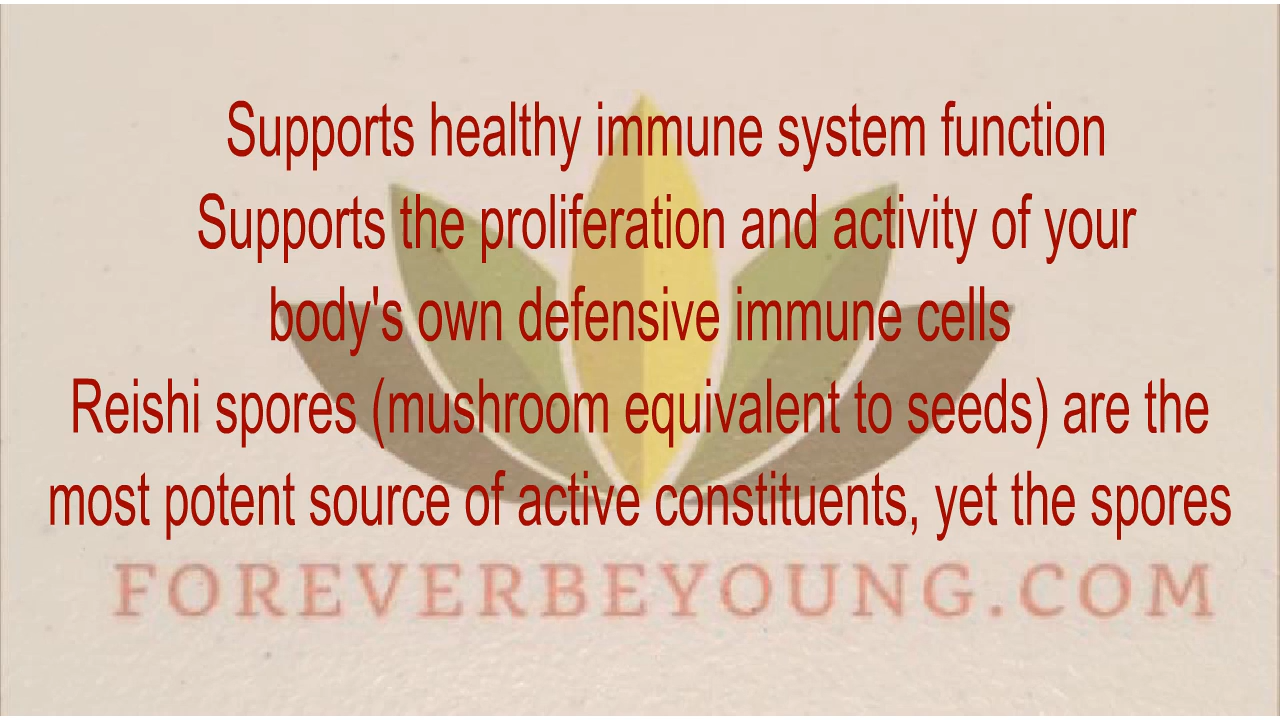 Supports healthy immune system function
Supports the proliferation and activity of your
body's own defensive immune cells
Reishi spores (mushroom equivalent to seeds) are the
most potent source of active constituents, yet the spores
FOREVERBEYOUNG.COM